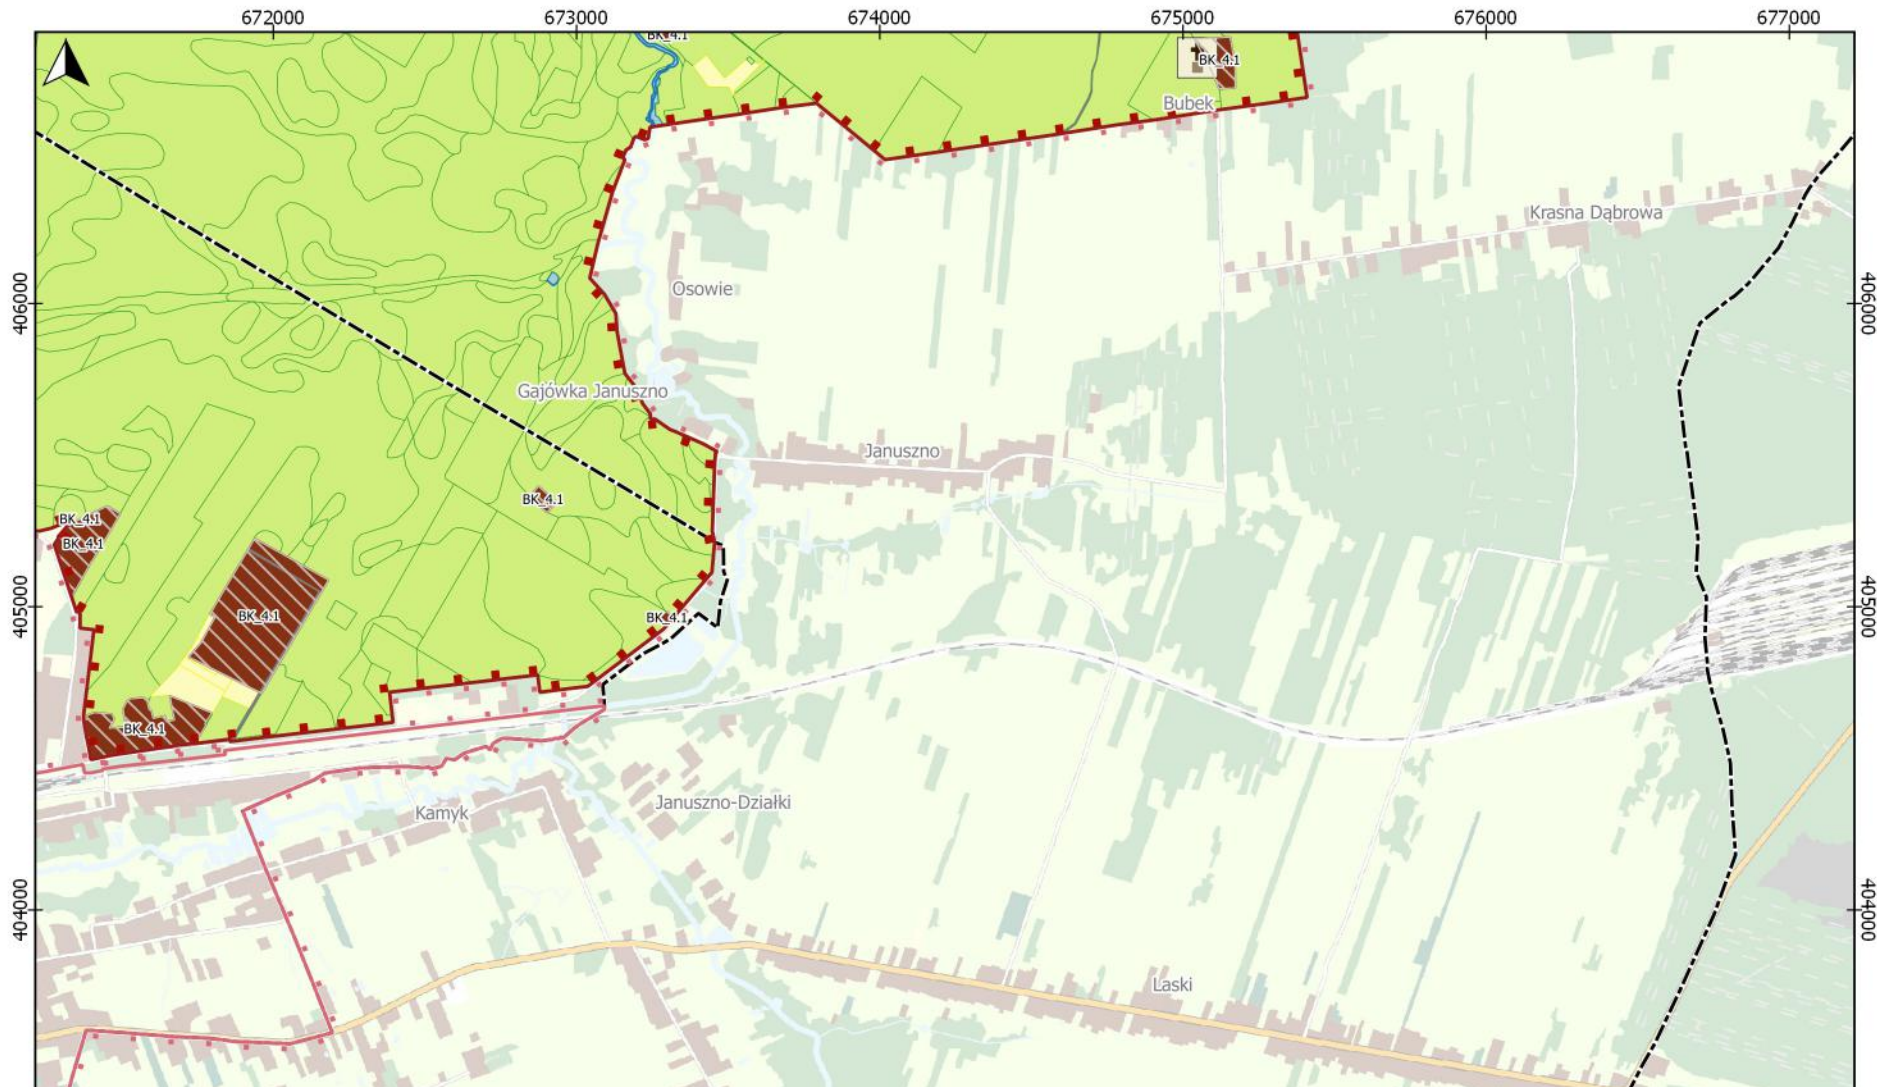 672000 673000 674000 675000 676000 677000
BK_4.1
BK_4.1
Bubek
Krasna Dąbrowa
406000
406000
Osowie
Gajówka Januszno
Januszno
BK_4.1
BK_4.1
BK_4.1
405000
405000
BK_4.1
BK_4.1
BK_4.1
Januszno-Działki
Kamyk
404000
404000
Laski